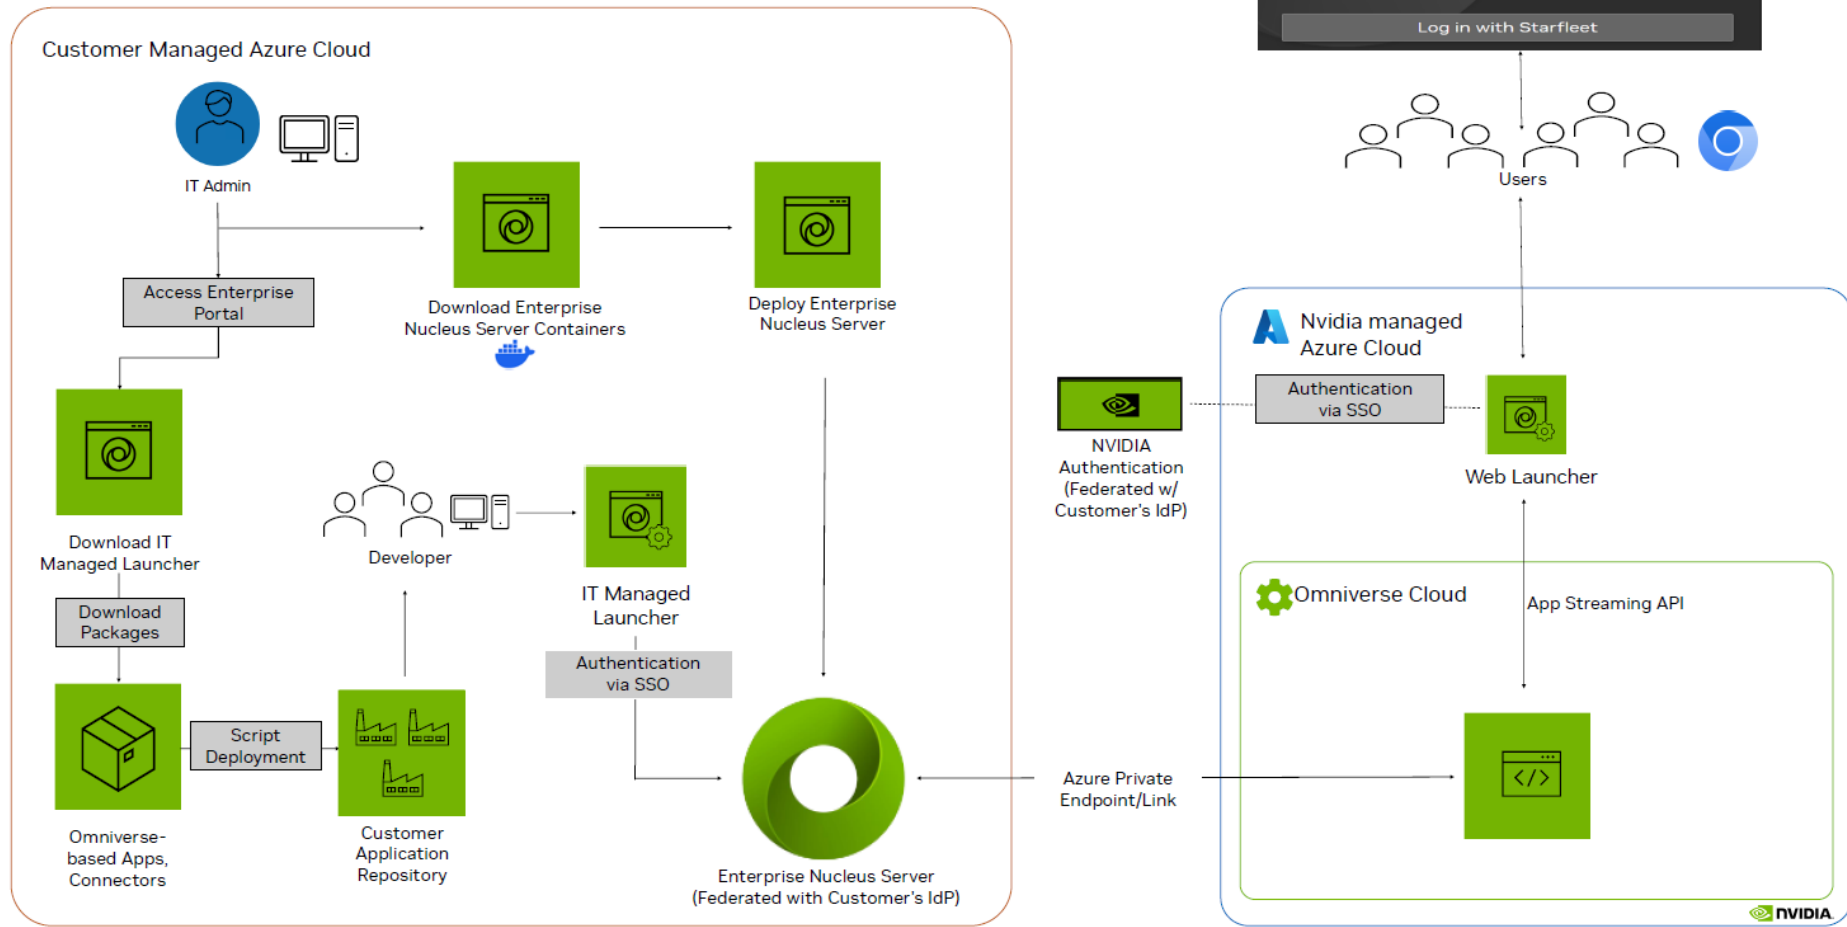 Customer Managed Azure Cloud
IT Admin
Access Enterprise
Portal
Download Enterprise
Nucleus Server Containers
Deploy Enterprise
Nucleus Server
Download IT
Managed Launcher
Download
Packages
Omniverse-
based Apps,
Connectors
Script
Deployment
Customer
Application
Repository
Developer
IT Managed
Launcher
Authentication
via SSO
Enterprise Nucleus Server
(Federated with Customer's IdP)
Azure Private
Endpoint/Link
Log in with Starfleet
Users
Nvidia managed
Azure Cloud
NVIDIA
Authentication
(Federated w/
Customer's IdP)
Authentication
via SSO
Web Launcher
Omniverse Cloud
App Streaming API
</>
NVIDIA.